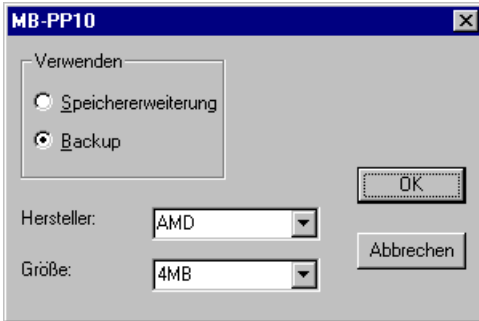 MB-PP10
Verwenden
Speichererweiterung
Backup
OK
Hersteller:
AMD
Abbrechen
Größe:
4MB